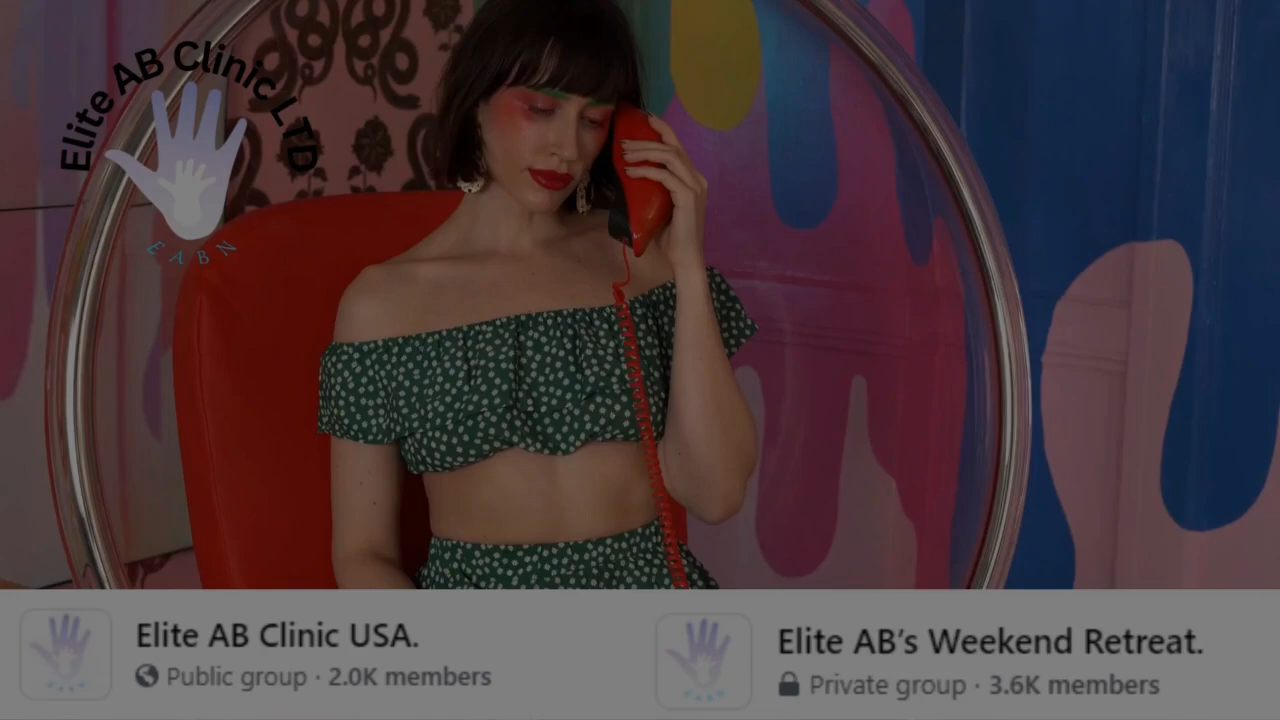 Elite AB Clinic LTD
EABN
Elite AB Clinic USA.
Public group · 2.0K members
Elite AB’s Weekend Retreat.
Private group · 3.6K members